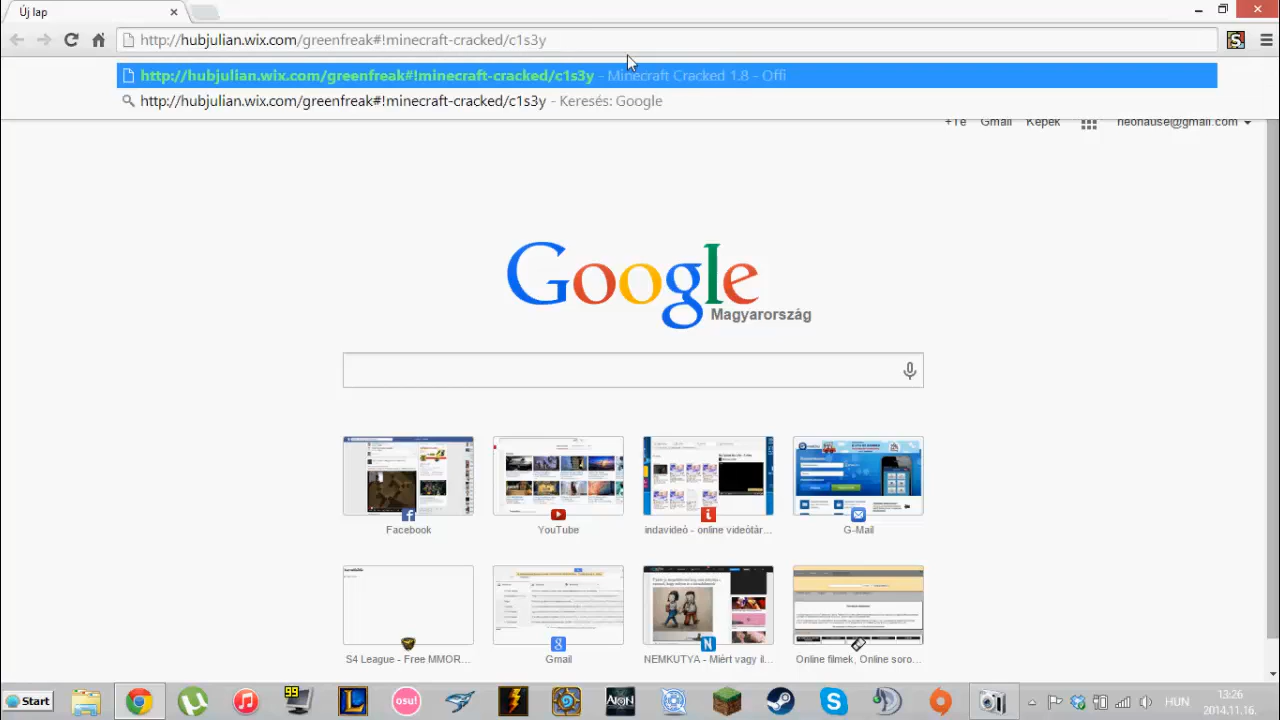 Új lap
http://hubjulian.wix.com/greenfreak#!minecraft-cracked/c1s3y
http://hubjulian.wix.com/greenfreak#!minecraft-cracked/c1s3y - Minecraft Cracked 1.8 - Offi
http://hubjulian.wix.com/greenfreak#!minecraft-cracked/c1s3y - Keresés: Google
+Te Gmail Képek neohause@gmail.com
Google
Magyarország
Facebook YouTube indavideó - online videótár... G-Mail
S4 League - Free MMOR... Gmail NEMKUTYA - Miért vagy il... Online filmek, Online soro...
Start 99 L osu! AION HUN 13:26
2014.11.16.